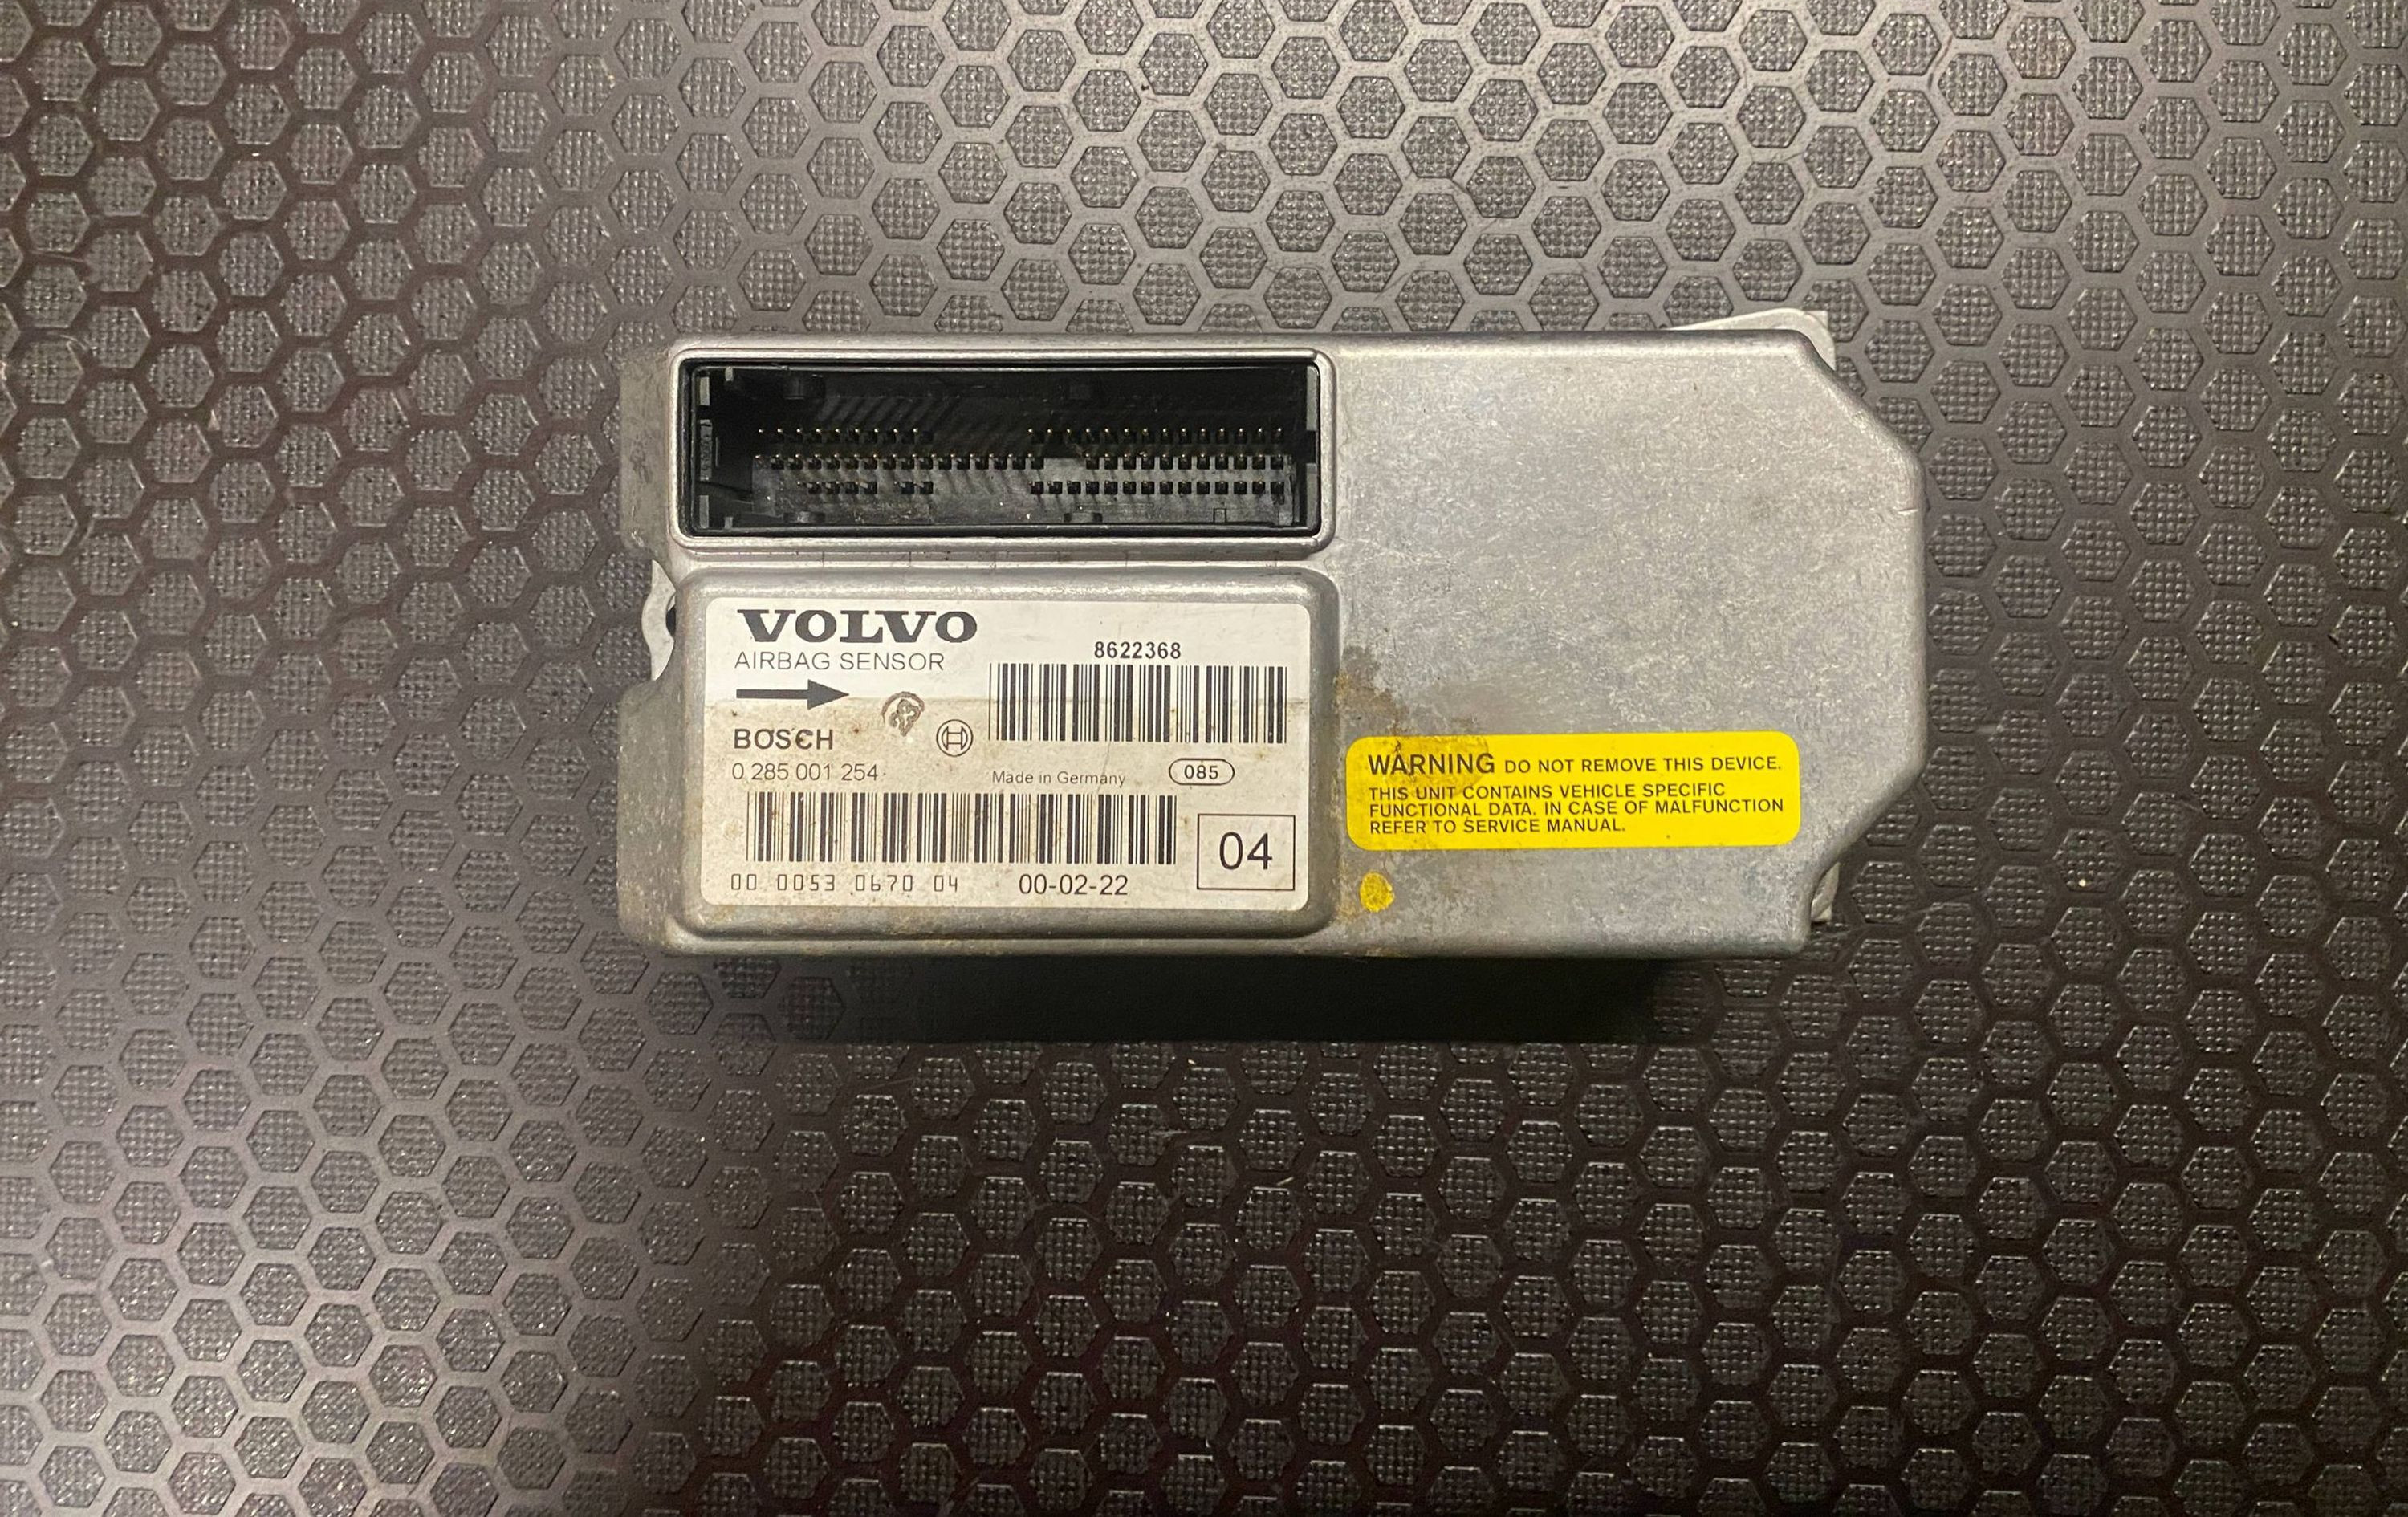 VOLVO
AIRBAG SENSOR
8622368
BOSCH
0 285 001 254
Made in Germany
085
00 0053 0670 04
00-02-22
04
WARNING DO NOT REMOVE THIS DEVICE.
THIS UNIT CONTAINS VEHICLE SPECIFIC
FUNCTIONAL DATA. IN CASE OF MALFUNCTION
REFER TO SERVICE MANUAL.